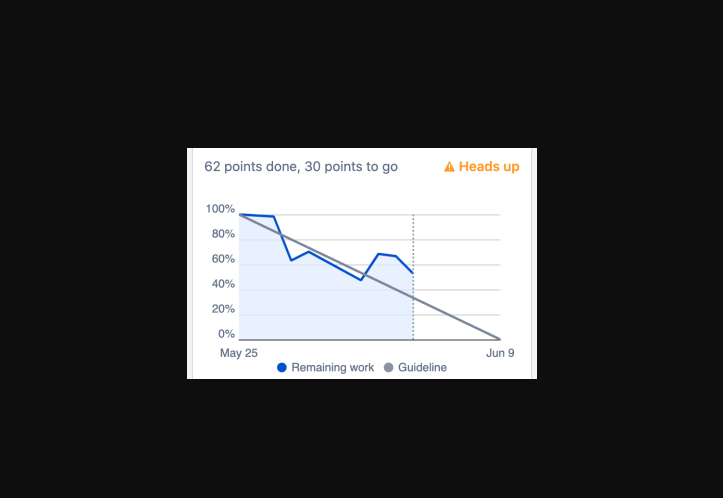 62 points done, 30 points to go
Heads up
100%
80%
60%
40%
20%
0%
May 25
Jun 9
Remaining work
Guideline